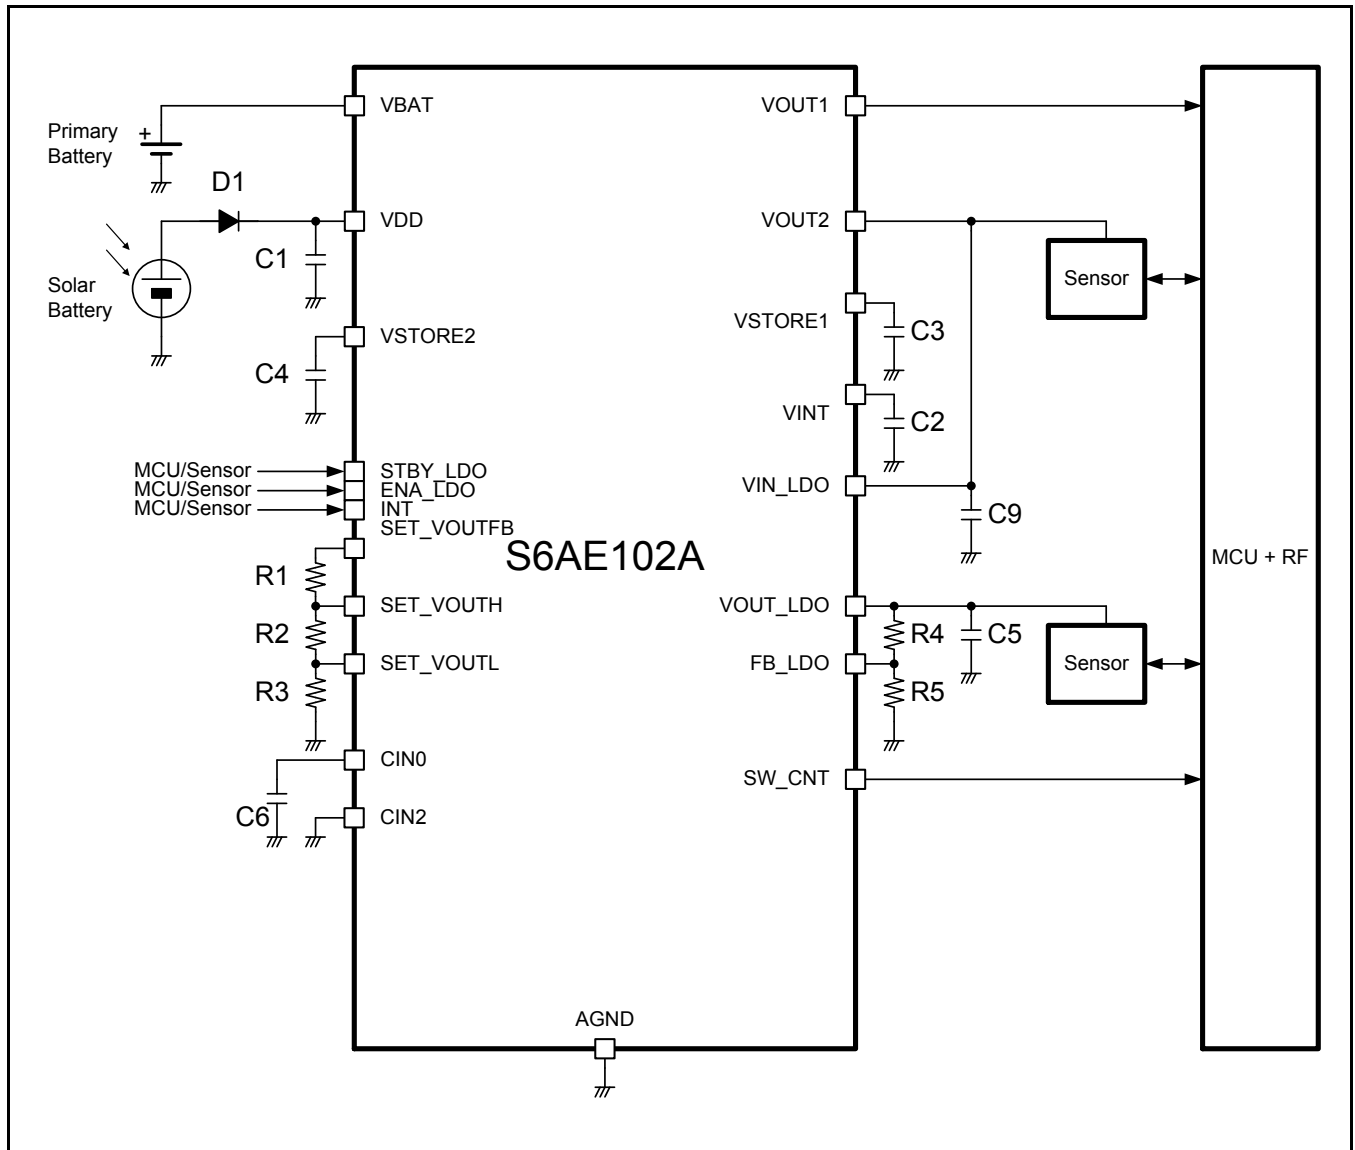 VBAT
VOUT1
Primary
Battery
+
D1
VDD
VOUT2
C1
Solar
Battery
Sensor
VSTORE2
VSTORE1
C3
C4
VINT
C2
MCU/Sensor
STBY_LDO
MCU/Sensor
ENA_LDO
MCU/Sensor
INT
VIN_LDO
SET_VOUTFB
C9
S6AE102A
MCU + RF
R1
SET_VOUTH
VOUT_LDO
R2
R4
C5
SET_VOUTL
FB_LDO
Sensor
R3
R5
CIN0
SW_CNT
C6
CIN2
AGND